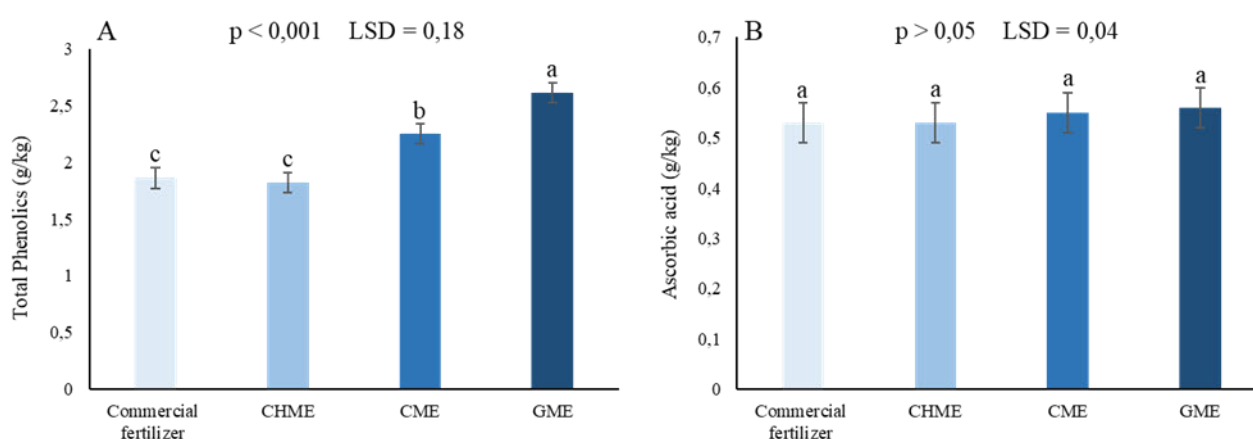 A p < 0,001 LSD = 0,18
3
2,5
2
1,5
1
0,5
0
Total Phenolics (g/kg)
c
c
b
a
Commercial fertilizer
CHME
CME
GME
B p > 0,05 LSD = 0,04
0,7
0,6
0,5
0,4
0,3
0,2
0,1
0
Ascorbic acid (g/kg)
a
a
a
a
Commercial fertilizer
CHME
CME
GME